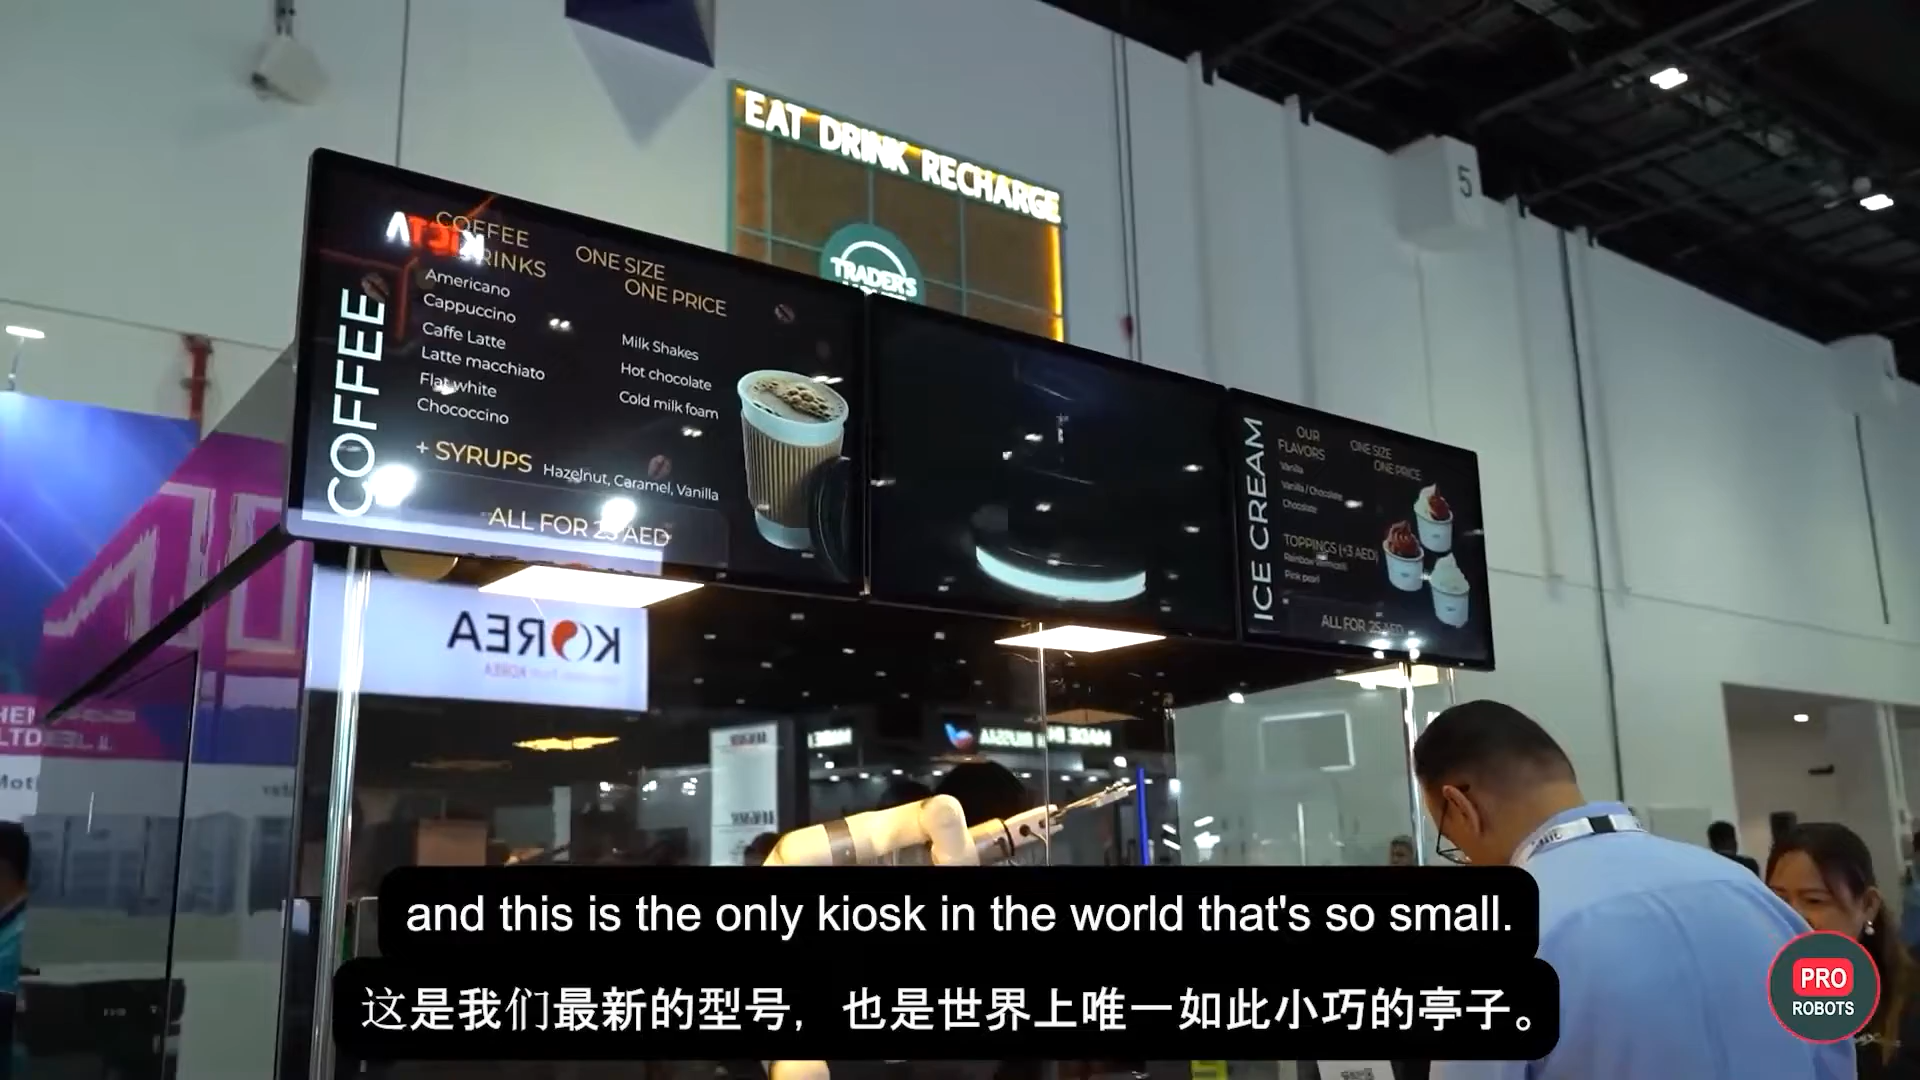 EAT DRINK RECHARGE
TRADER'S
5
COFFEE
COFFEE
DRINKS
Americano
Cappuccino
Caffe Latte
Latte macchiato
Flat white
Chococcino
ONE SIZE
ONE PRICE
Milk Shakes
Hot chocolate
Cold milk foam
+ SYRUPS Hazelnut, Caramel, Vanilla
ALL FOR 25 AED
ICE CREAM
OUR
FLAVORS
Vanilla
Vanilla / Chocolate
Chocolate
ONE SIZE
ONE PRICE
TOPPINGS (+3 AED)
Rainbow Vermicelli
Pink pearl
ALL FOR 25 AED
KOREA
MADE IN RUSSIA
and this is the only kiosk in the world that's so small.
这是我们最新的型号，也是世界上唯一如此小巧的亭子。
PRO
ROBOTS